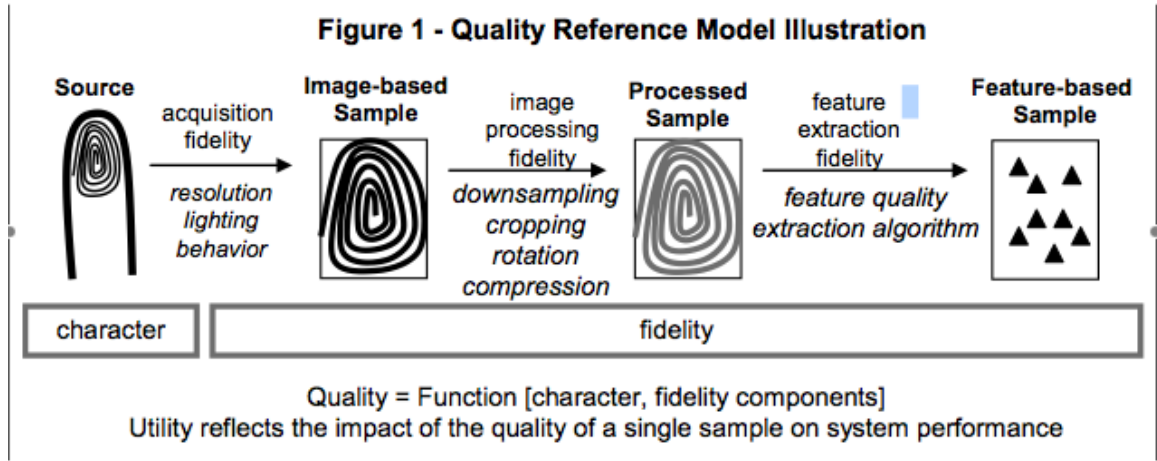 Figure 1 - Quality Reference Model Illustration
Source
acquisition
fidelity
resolution
lighting
behavior
Image-based
Sample
image
processing
fidelity
downsampling
cropping
rotation
compression
Processed
Sample
feature
extraction
fidelity
feature quality
extraction algorithm
Feature-based
Sample
character
fidelity
Quality = Function [character, fidelity components]
Utility reflects the impact of the quality of a single sample on system performance